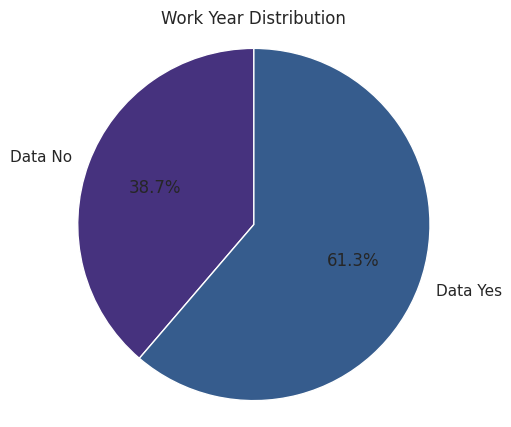 Work Year Distribution
Data No
38.7%
61.3%
Data Yes